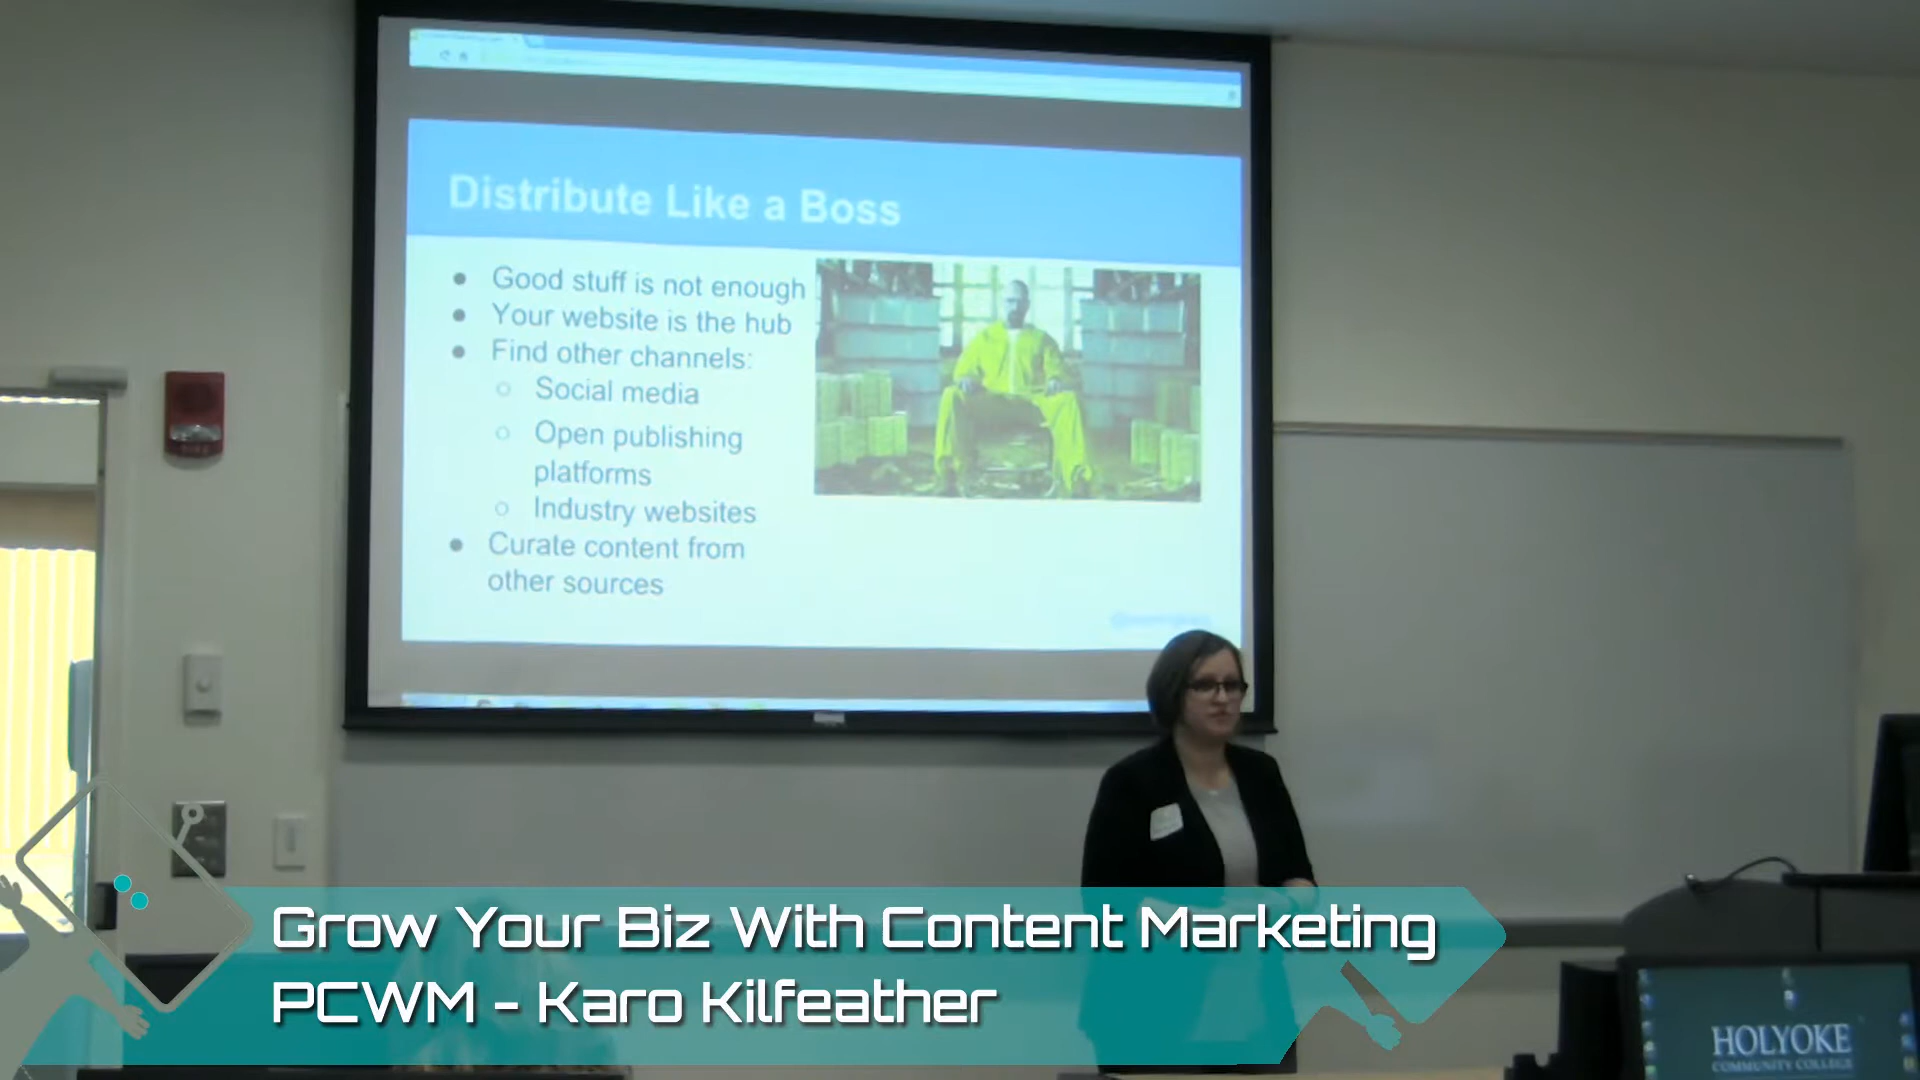 Distribute Like a Boss
● Good stuff is not enough
● Your website is the hub
● Find other channels:
○ Social media
○ Open publishing
platforms
○ Industry websites
● Curate content from
other sources
Grow Your Biz With Content Marketing
PCWM - Karo Kilfeather
HOLYOKE
COMMUNITY COLLEGE